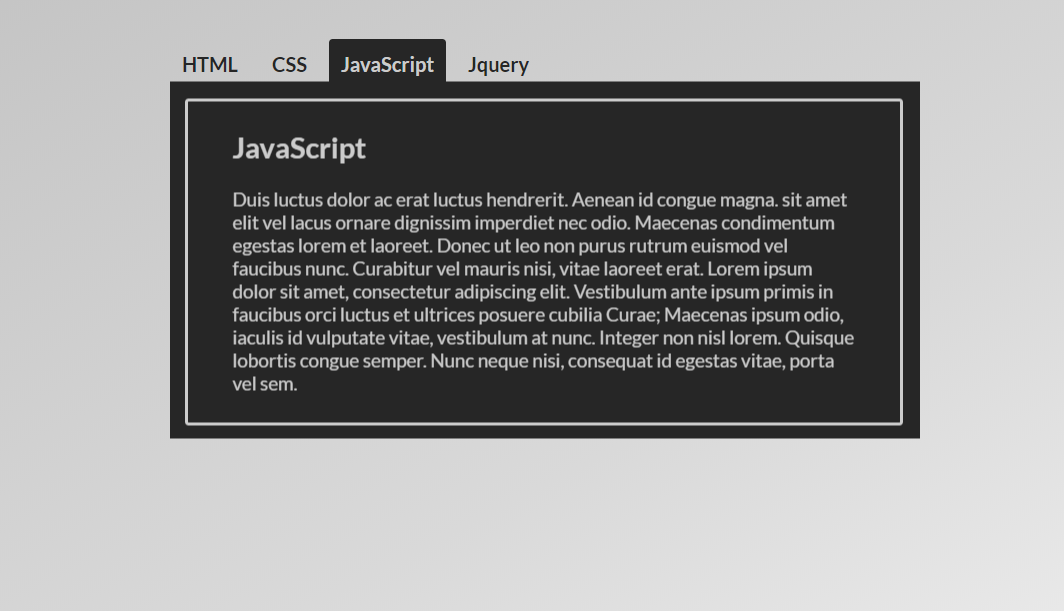 HTML CSS JavaScript Jquery
JavaScript
Duis luctus dolor ac erat luctus hendrerit. Aenean id congue magna. sit amet
elit vel lacus ornare dignissim imperdiet nec odio. Maecenas condimentum
egestas lorem et laoreet. Donec ut leo non purus rutrum euismod vel
faucibus nunc. Curabitur vel mauris nisi, vitae laoreet erat. Lorem ipsum
dolor sit amet, consectetur adipiscing elit. Vestibulum ante ipsum primis in
faucibus orci luctus et ultrices posuere cubilia Curae; Maecenas ipsum odio,
iaculis id vulputate vitae, vestibulum at nunc. Integer non nisl lorem. Quisque
lobortis congue semper. Nunc neque nisi, consequat id egestas vitae, porta
vel sem.